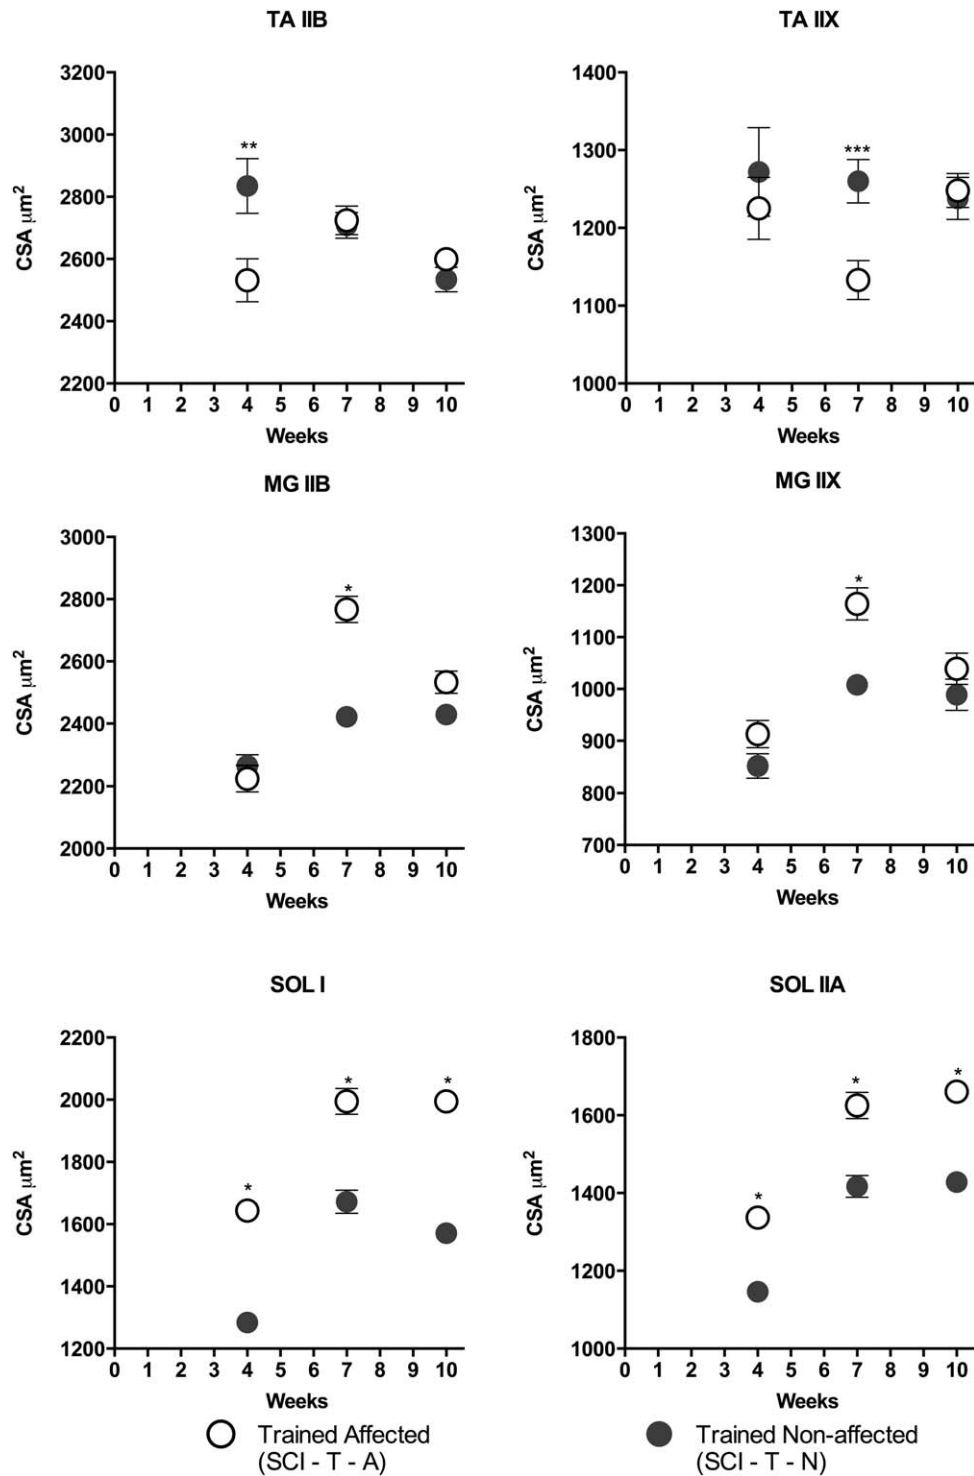 TA IIB
3200
3000
2800
2600
2400
2200
CSA μm²
**
0 1 2 3 4 5 6 7 8 9 10
Weeks
TA IIX
1400
1300
1200
1100
1000
CSA μm²
***
0 1 2 3 4 5 6 7 8 9 10
Weeks
MG IIB
3000
2800
2600
2400
2200
2000
CSA μm²
*
0 1 2 3 4 5 6 7 8 9 10
Weeks
MG IIX
1300
1200
1100
1000
900
800
700
CSA μm²
*
0 1 2 3 4 5 6 7 8 9 10
Weeks
SOL I
2200
2000
1800
1600
1400
1200
CSA μm²
* * *
0 1 2 3 4 5 6 7 8 9 10
Weeks
SOL IIA
1800
1600
1400
1200
1000
CSA μm²
* * *
0 1 2 3 4 5 6 7 8 9 10
Weeks
Trained Affected
(SCI - T - A)
Trained Non-affected
(SCI - T - N)